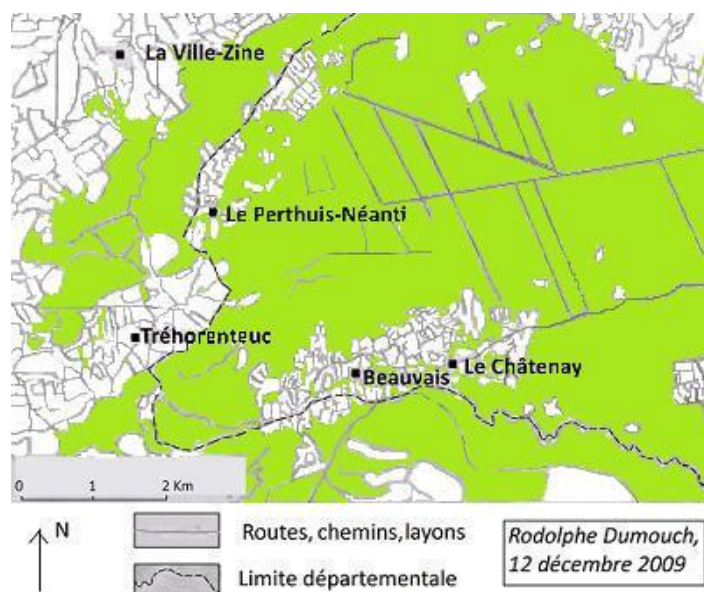 La Ville-Zine
Le Perthuis-Néanti
Tréhorenteuc
Beauvais
Le Châtenay
0 1 2 Km
N
Routes, chemins, layons
Limite départementale
Rodolphe Dumouch,
12 décembre 2009